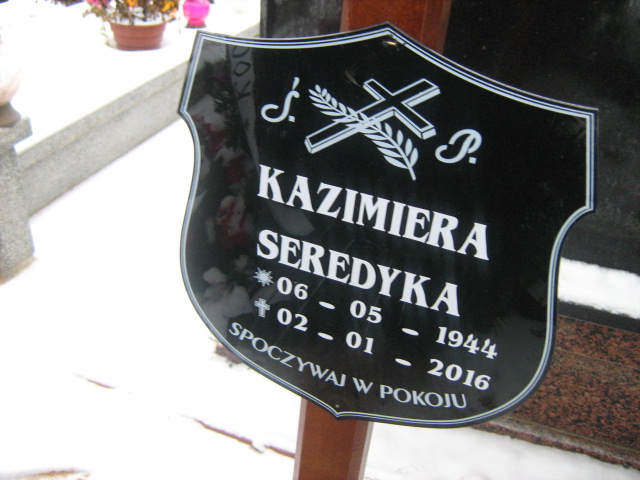 Ś. P.
KAZIMIERA
SEREDYKA
06 - 05 - 1944
02 - 01 - 2016
SPOCZYWAJ W POKOJU